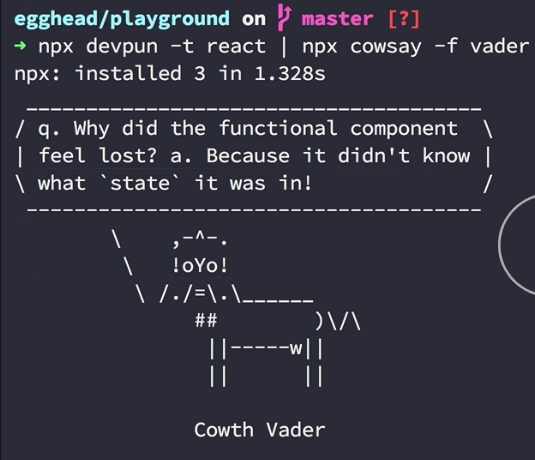 egghead/playground on master [?]
➜ npx devpun -t react | npx cowsay -f vader
npx: installed 3 in 1.328s
 _______________________________________
/ q. Why did the functional component   \
| feel lost? a. Because it didn't know |
\ what `state` it was in!               /
 ---------------------------------------
        \    ,-^-.
         \   !oYo!
          \ /./=\.\______
               ##        )\/\
                ||-----w||
                ||      ||

               Cowth Vader